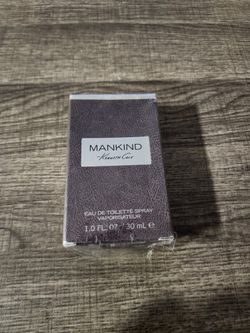 MANKIND
Kenneth Cole
EAU DE TOILETTE SPRAY
VAPORISATEUR
1.0 FL. OZ. / 30 mL ℮